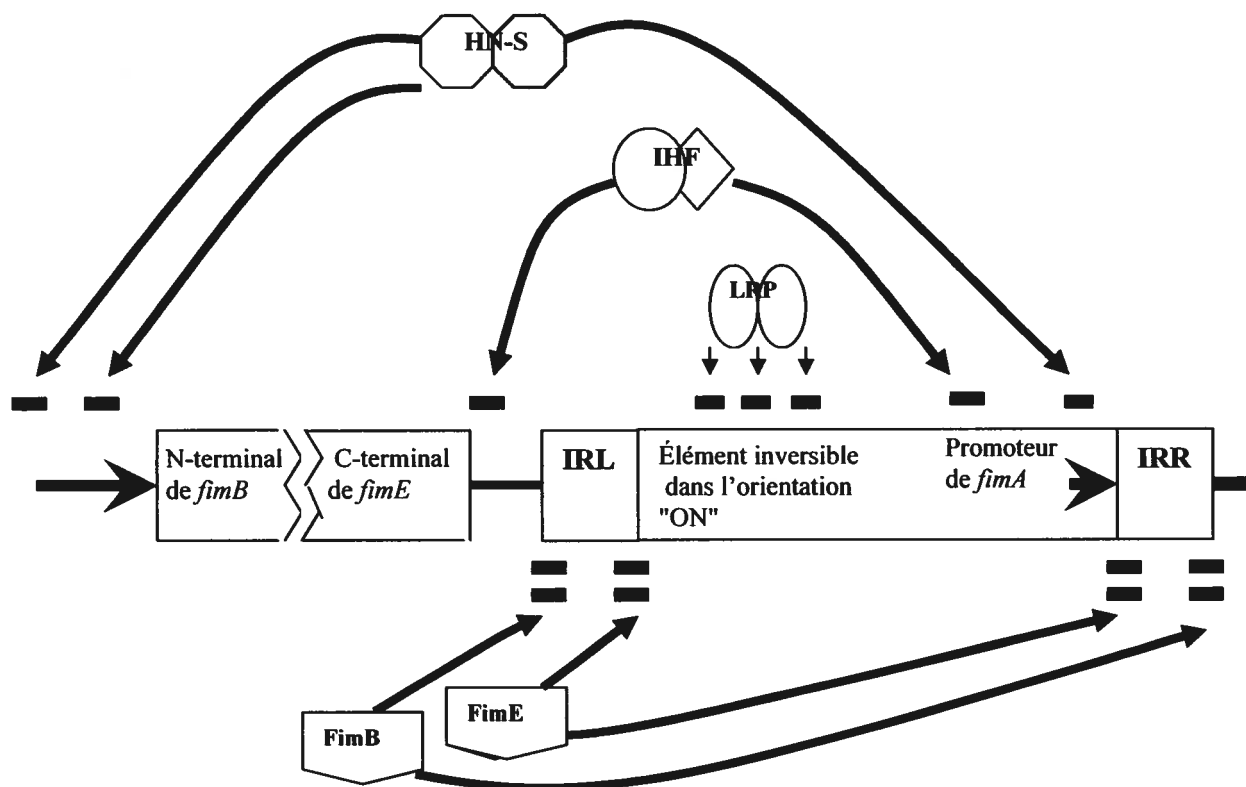 HN-S
IHF
LRP
N-terminal
de fimB
C-terminal
de fimE
IRL
Élément inversible
dans l'orientation
"ON"
Promoteur
de fimA
IRR
FimE
FimB